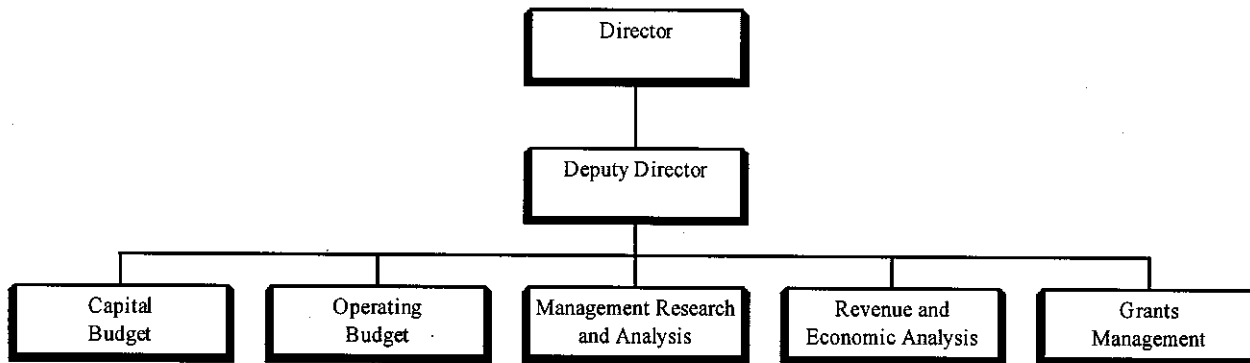 Director
Deputy Director
Capital
Budget
Operating
Budget
Management Research
and Analysis
Revenue and
Economic Analysis
Grants
Management